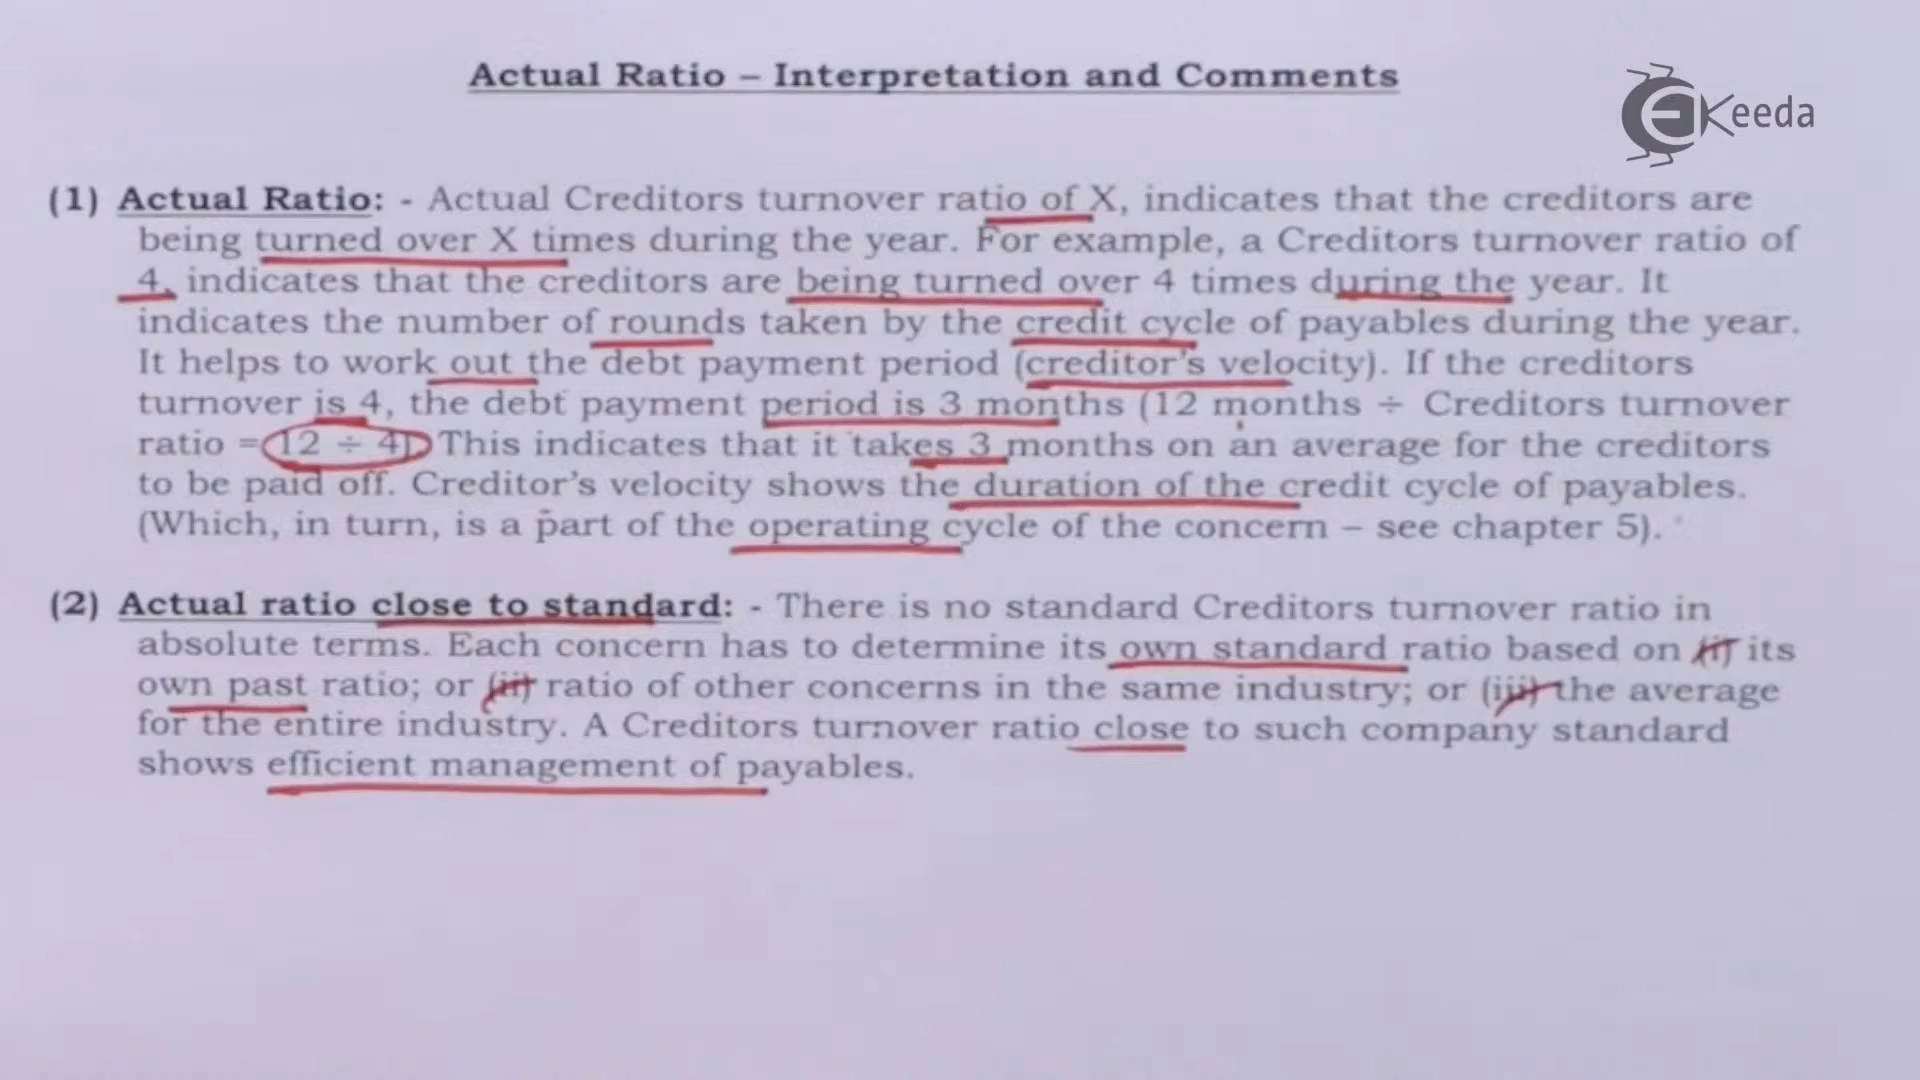 Actual Ratio – Interpretation and Comments
EKeeda
(1) Actual Ratio: - Actual Creditors turnover ratio of X, indicates that the creditors are
being turned over X times during the year. For example, a Creditors turnover ratio of
4, indicates that the creditors are being turned over 4 times during the year. It
indicates the number of rounds taken by the credit cycle of payables during the year.
It helps to work out the debt payment period (creditor's velocity). If the creditors
turnover is 4, the debt payment period is 3 months (12 months ÷ Creditors turnover
ratio = 12 ÷ 4) This indicates that it takes 3 months on an average for the creditors
to be paid off. Creditor's velocity shows the duration of the credit cycle of payables.
(Which, in turn, is a part of the operating cycle of the concern – see chapter 5).
(2) Actual ratio close to standard: - There is no standard Creditors turnover ratio in
absolute terms. Each concern has to determine its own standard ratio based on (i) its
own past ratio; or (ii) ratio of other concerns in the same industry; or (iii) the average
for the entire industry. A Creditors turnover ratio close to such company standard
shows efficient management of payables.